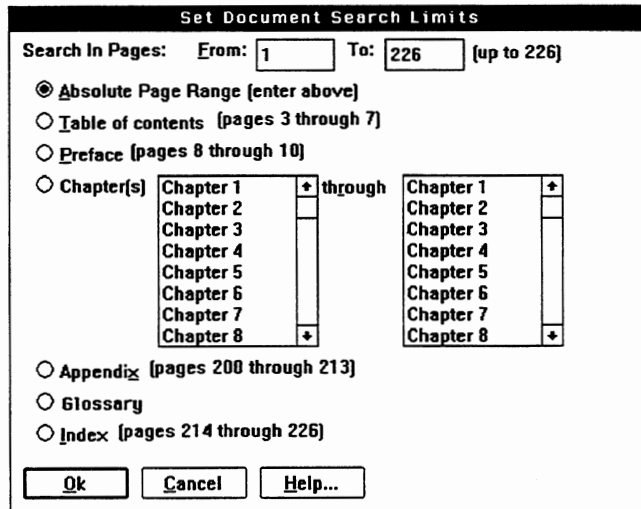 Set Document Search Limits
Search In Pages: From: 1 To: 226 (up to 226)
Absolute Page Range (enter above)
Table of contents (pages 3 through 7)
Preface (pages 8 through 10)
Chapter(s) Chapter 1 through Chapter 1
Chapter 2 Chapter 2
Chapter 3 Chapter 3
Chapter 4 Chapter 4
Chapter 5 Chapter 5
Chapter 6 Chapter 6
Chapter 7 Chapter 7
Chapter 8 Chapter 8
Appendix (pages 200 through 213)
Glossary
Index (pages 214 through 226)
Ok Cancel Help...